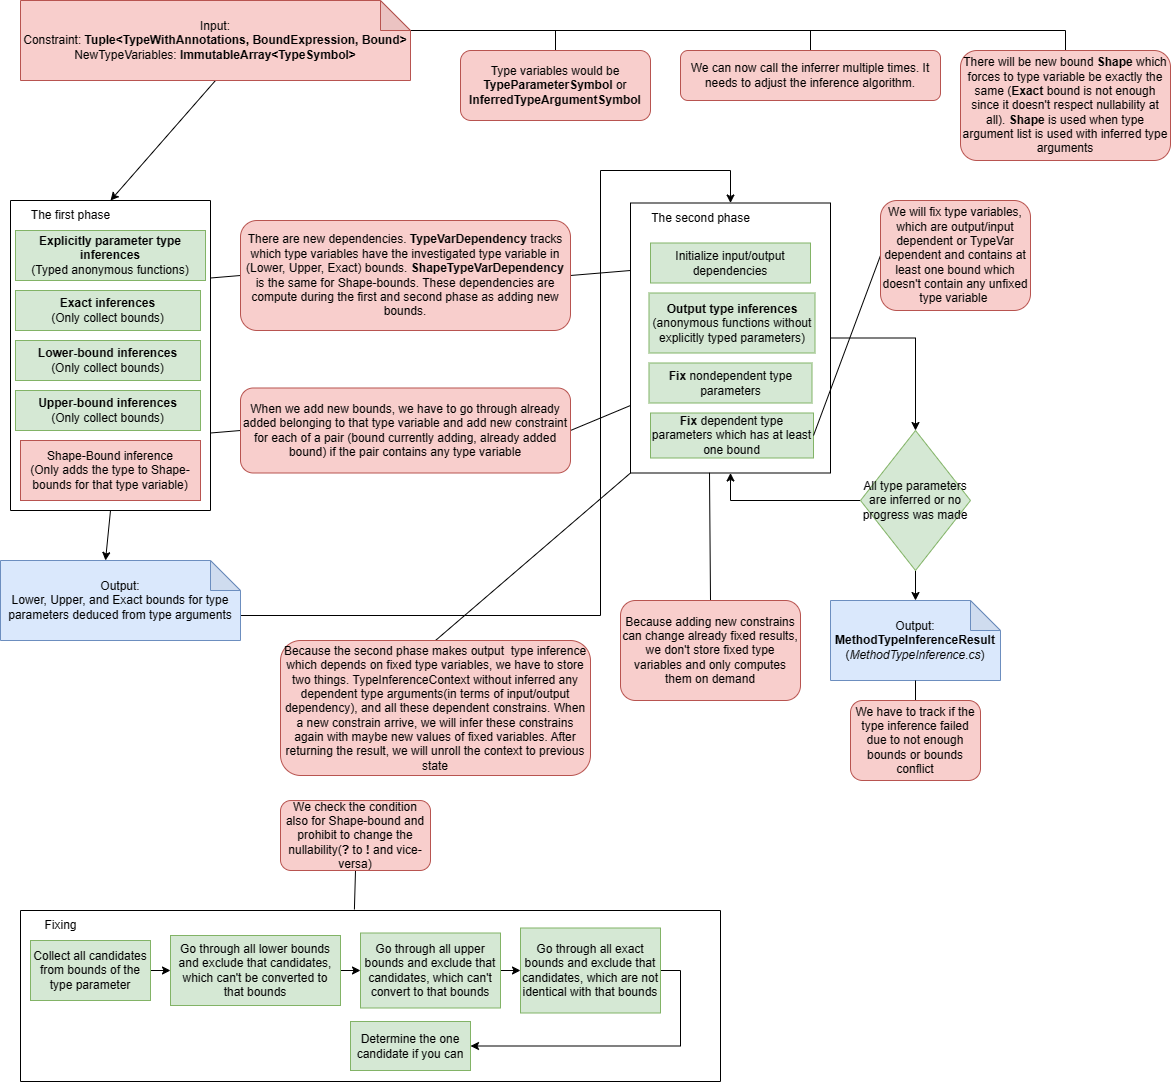 Input:
Constraint: Tuple<TypeWithAnnotations, BoundExpression, Bound>
NewTypeVariables: ImmutableArray<TypeSymbol>
Type variables would be
TypeParameterSymbol or
InferredTypeArgumentSymbol
We can now call the inferrer multiple times. It
needs to adjust the inference algorithm.
There will be new bound Shape which
forces to type variable be exactly the
same (Exact bound is not enough
since it doesn't respect nullability at
all). Shape is used when type
argument list is used with inferred type
arguments
The first phase
Explicitly parameter type
inferences
(Typed anonymous functions)
Exact inferences
(Only collect bounds)
Lower-bound inferences
(Only collect bounds)
Upper-bound inferences
(Only collect bounds)
Shape-Bound inference
(Only adds the type to Shape-
bounds for that type variable)
There are new dependencies. TypeVarDependency tracks
which type variables have the investigated type variable in
(Lower, Upper, Exact) bounds. ShapeTypeVarDependency
is the same for Shape-bounds. These dependencies are
compute during the first and second phase as adding new
bounds.
When we add new bounds, we have to go through already
added belonging to that type variable and add new constraint
for each of a pair (bound currently adding, already added
bound) if the pair contains any type variable
The second phase
Initialize input/output
dependencies
Output type inferences
(anonymous functions without
explicitly typed parameters)
Fix nondependent type
parameters
Fix dependent type
parameters which has at least
one bound
We will fix type variables,
which are output/input
dependent or TypeVar
dependent and contains at
least one bound which
doesn't contain any unfixed
type variable
All type parameters
are inferred or no
progress was made
Output:
Lower, Upper, and Exact bounds for type
parameters deduced from type arguments
Because the second phase makes output  type inference
which depends on fixed type variables, we have to store
two things. TypeInferenceContext without inferred any
dependent type arguments(in terms of input/output
dependency), and all these dependent constrains. When
a new constrain arrive, we will infer these constrains
again with maybe new values of fixed variables. After
returning the result, we will unroll the context to previous
state
Because adding new constrains
can change already fixed results,
we don't store fixed type
variables and only computes
them on demand
Output:
MethodTypeInferenceResult
(MethodTypeInference.cs)
We have to track if the
type inference failed
due to not enough
bounds or bounds
conflict
We check the condition
also for Shape-bound and
prohibit to change the
nullability(? to ! and vice-
versa)
Fixing
Collect all candidates
from bounds of the
type parameter
Go through all lower bounds
and exclude that candidates,
which can't be converted to
that bounds
Go through all upper
bounds and exclude that
candidates, which can't
convert to that bounds
Go through all exact
bounds and exclude that
candidates, which are not
identical with that bounds
Determine the one
candidate if you can